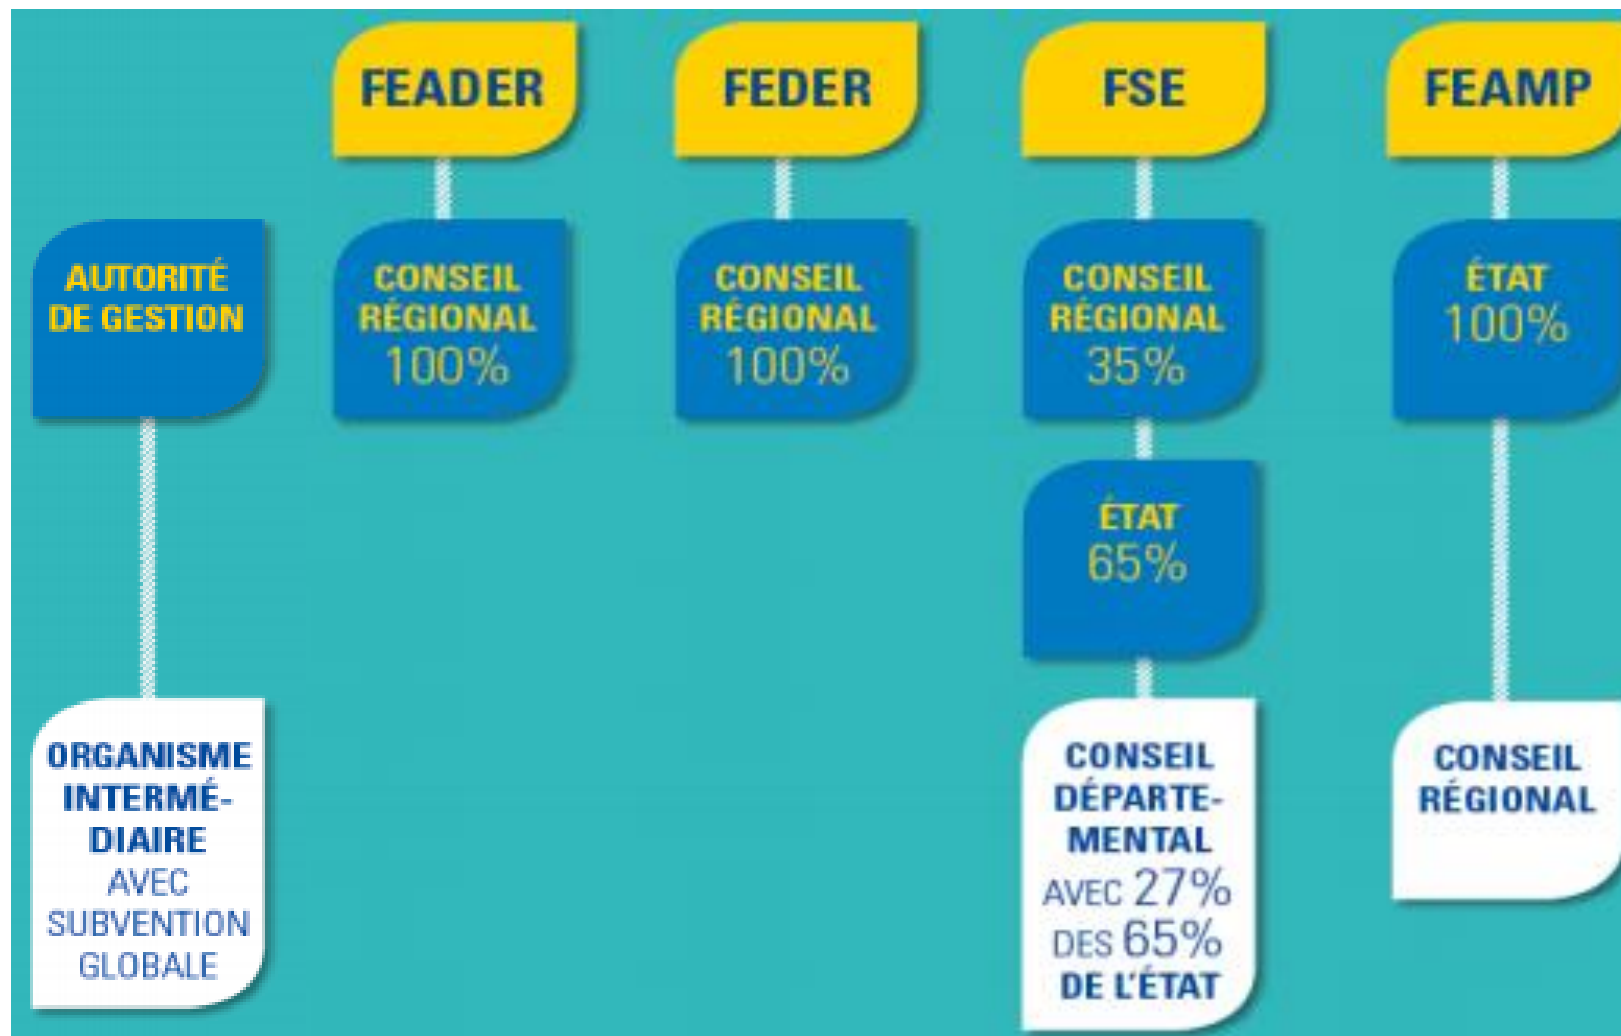 FEADER
FEDER
FSE
FEAMP
AUTORITÉ
DE GESTION
CONSEIL
RÉGIONAL
100%
CONSEIL
RÉGIONAL
100%
CONSEIL
RÉGIONAL
35%
ÉTAT
100%
ÉTAT
65%
ORGANISME
INTERMÉ-
DIAIRE
AVEC
SUBVENTION
GLOBALE
CONSEIL
DÉPARTE-
MENTAL
AVEC 27%
DES 65%
DE L'ÉTAT
CONSEIL
RÉGIONAL